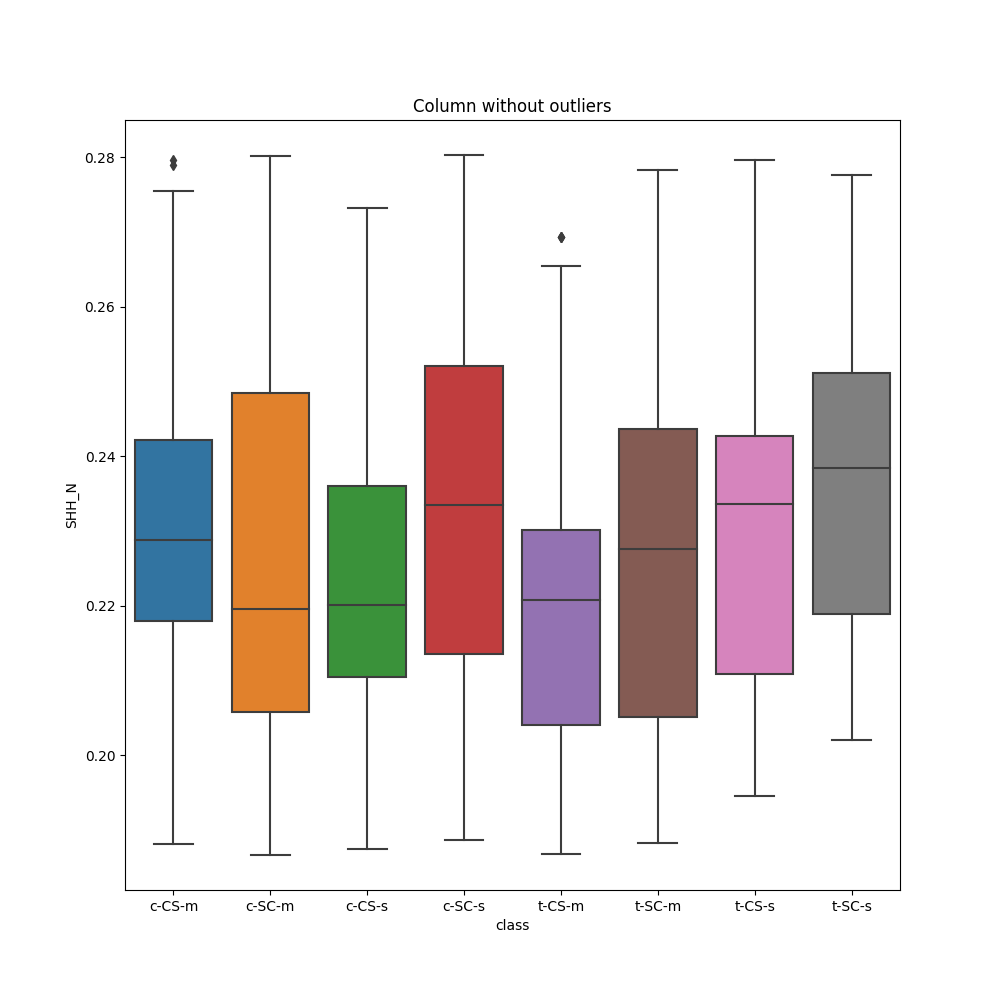 Column without outliers
0.28
0.26
0.24
0.22
0.20
SHH_N
c-CS-m c-SC-m c-CS-s c-SC-s t-CS-m t-SC-m t-CS-s t-SC-s
class